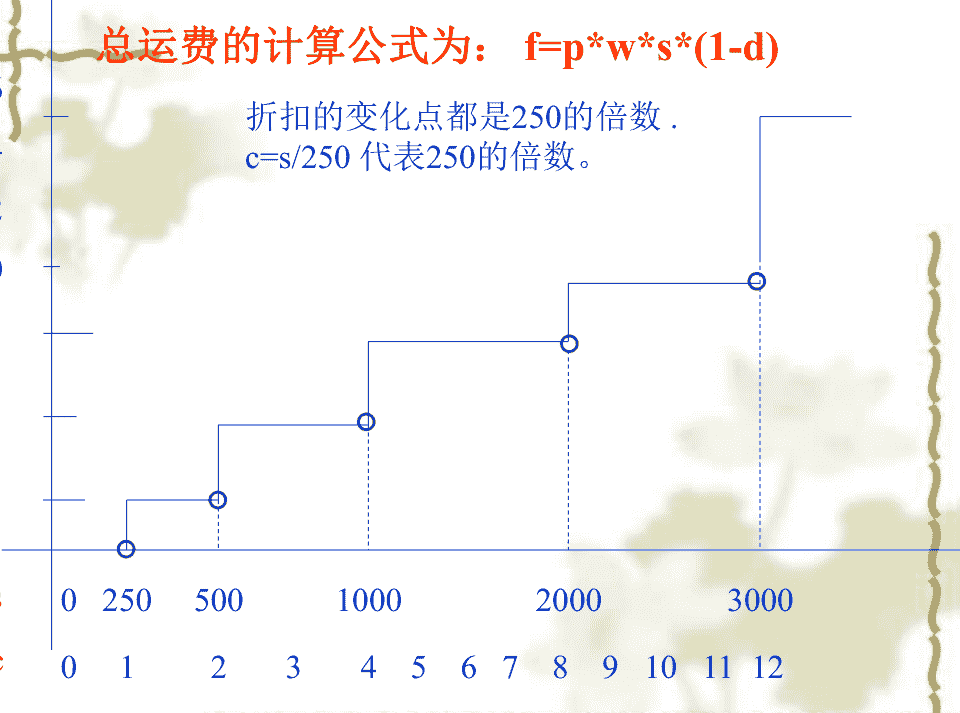 总运费的计算公式为： f=p*w*s*(1-d)
折扣的变化点都是250的倍数 .
c=s/250 代表250的倍数。
0 250 500 1000 2000 3000
0 1 2 3 4 5 6 7 8 9 10 11 12